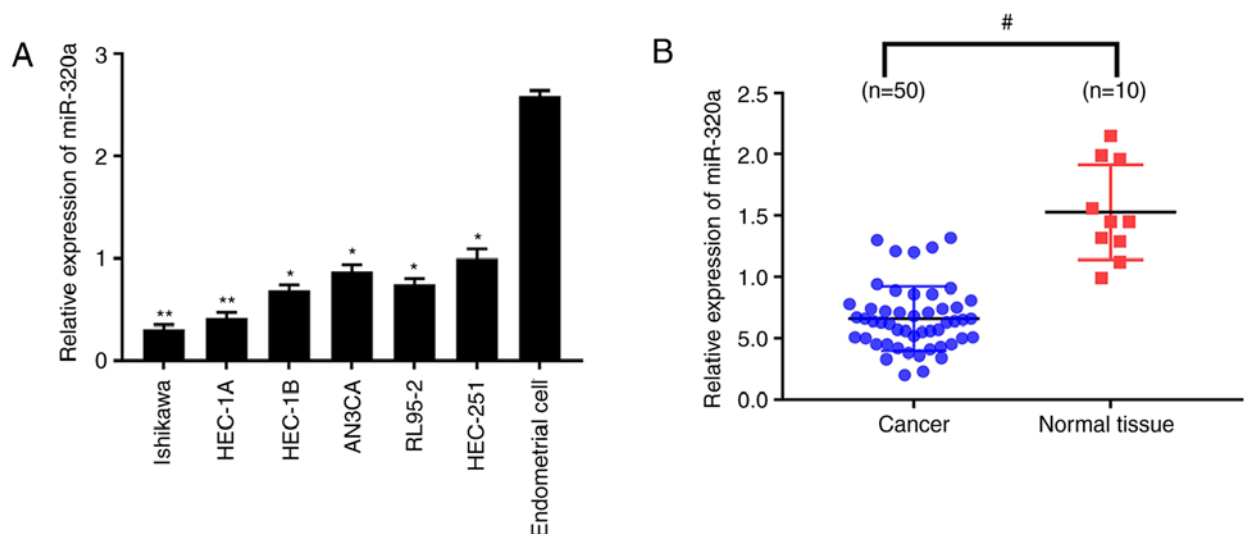 A
Relative expression of miR-320a
3
2
1
0
**
**
*
*
*
*
Ishikawa
HEC-1A
HEC-1B
AN3CA
RL95-2
HEC-251
Endometrial cell
B
#
(n=50)
(n=10)
Relative expression of miR-320a
2.5
2.0
1.5
1.0
5.0
0.0
Cancer
Normal tissue